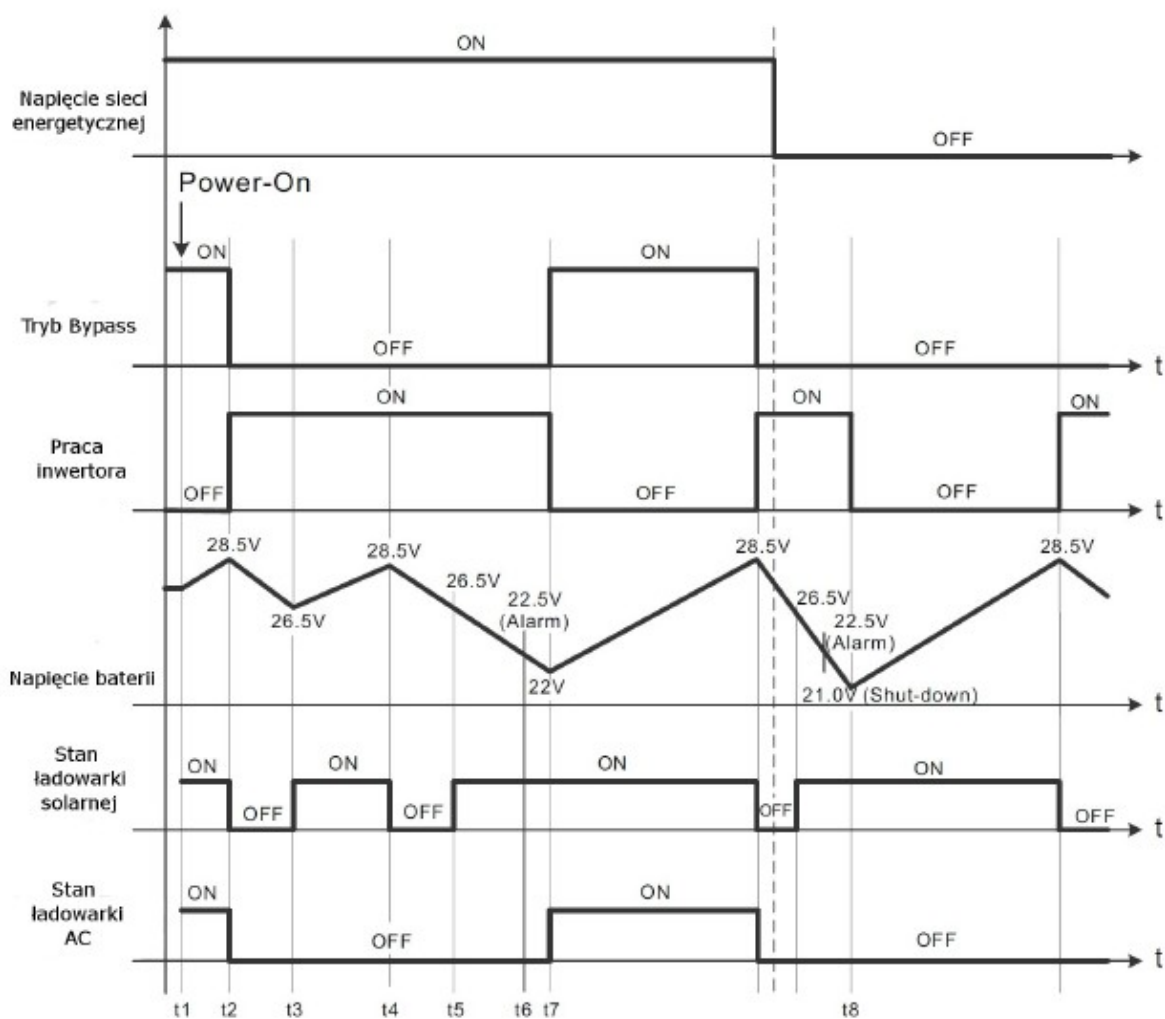 ON
Napięcie sieci
energetycznej
OFF
Power-On
ON
ON
Tryb Bypass
OFF
OFF
t
ON
ON
ON
Praca
inwertora
OFF
OFF
OFF
t
28.5V
28.5V
28.5V
28.5V
26.5V
26.5V
26.5V
22.5V
(Alarm)
22.5V
(Alarm)
Napięcie baterii
22V
21.0V (Shut-down)
t
Stan
ładowarki
solarnej
ON
ON
ON
ON
OFF
OFF
OFF
OFF
t
Stan
ładowarki
AC
ON
ON
OFF
OFF
t
t1 t2 t3 t4 t5 t6 t7 t8